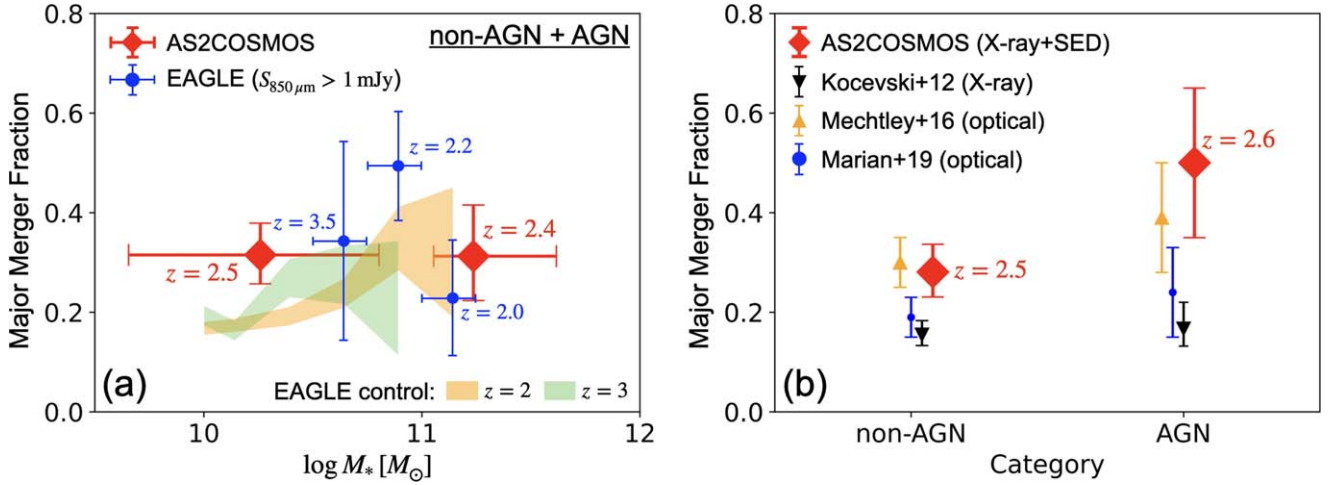 0.8
0.6
0.4
0.2
0.0
Major Merger Fraction
AS2COSMOS
EAGLE (S850 μm > 1 mJy)
non-AGN + AGN
z = 2.2
z = 3.5
z = 2.5
z = 2.4
z = 2.0
(a)
EAGLE control: z = 2 z = 3
10 11 12
log M* [M⊙]
0.8
0.6
0.4
0.2
0.0
Major Merger Fraction
AS2COSMOS (X-ray+SED)
Kocevski+12 (X-ray)
Mechtley+16 (optical)
Marian+19 (optical)
z = 2.6
z = 2.5
(b)
non-AGN AGN
Category